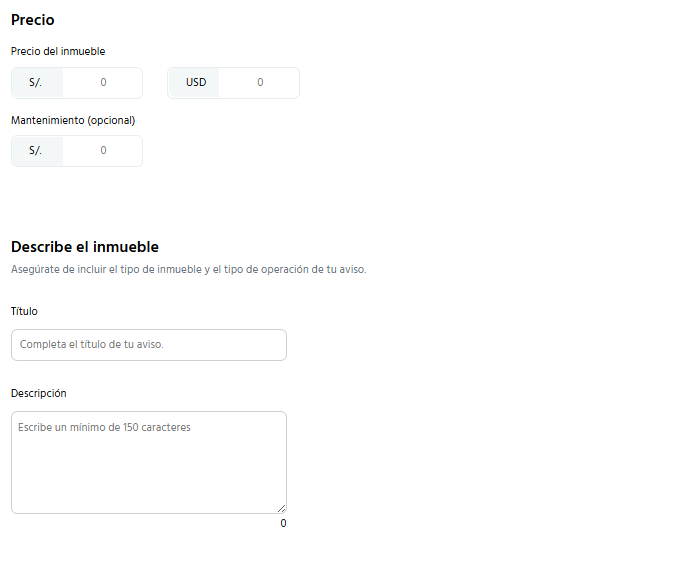 Precio
Precio del inmueble
S/. 0 USD 0
Mantenimiento (opcional)
S/. 0
Describe el inmueble
Asegúrate de incluir el tipo de inmueble y el tipo de operación de tu aviso.
Título
Completa el título de tu aviso.
Descripción
Escribe un mínimo de 150 caracteres
0